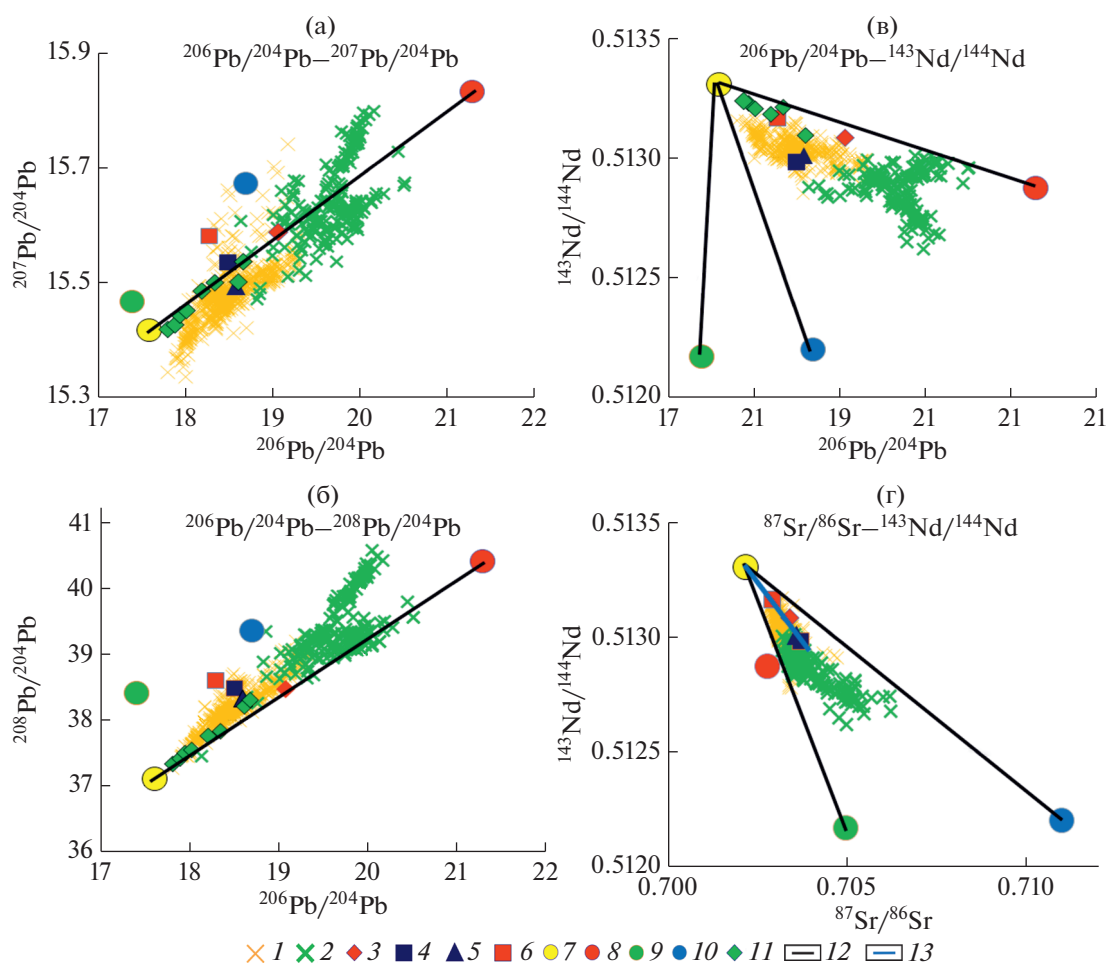 (а)
²⁰⁶Pb/²⁰⁴Pb–²⁰⁷Pb/²⁰⁴Pb
15.9
15.7
15.5
15.3
²⁰⁷Pb/²⁰⁴Pb
17 18 19 20 21 22
²⁰⁶Pb/²⁰⁴Pb
(в)
²⁰⁶Pb/²⁰⁴Pb–¹⁴³Nd/¹⁴⁴Nd
0.5135
0.5130
0.5125
0.5120
¹⁴³Nd/¹⁴⁴Nd
17 21 19 21 21 21
²⁰⁶Pb/²⁰⁴Pb
(б)
²⁰⁶Pb/²⁰⁴Pb–²⁰⁸Pb/²⁰⁴Pb
41
40
39
38
37
36
²⁰⁸Pb/²⁰⁴Pb
17 18 19 20 21 22
²⁰⁶Pb/²⁰⁴Pb
(г)
⁸⁷Sr/⁸⁶Sr–¹⁴³Nd/¹⁴⁴Nd
0.5135
0.5130
0.5125
0.5120
¹⁴³Nd/¹⁴⁴Nd
0.700 0.705 0.710
⁸⁷Sr/⁸⁶Sr
1 2 3 4 5 6 7 8 9 10 11 12 13